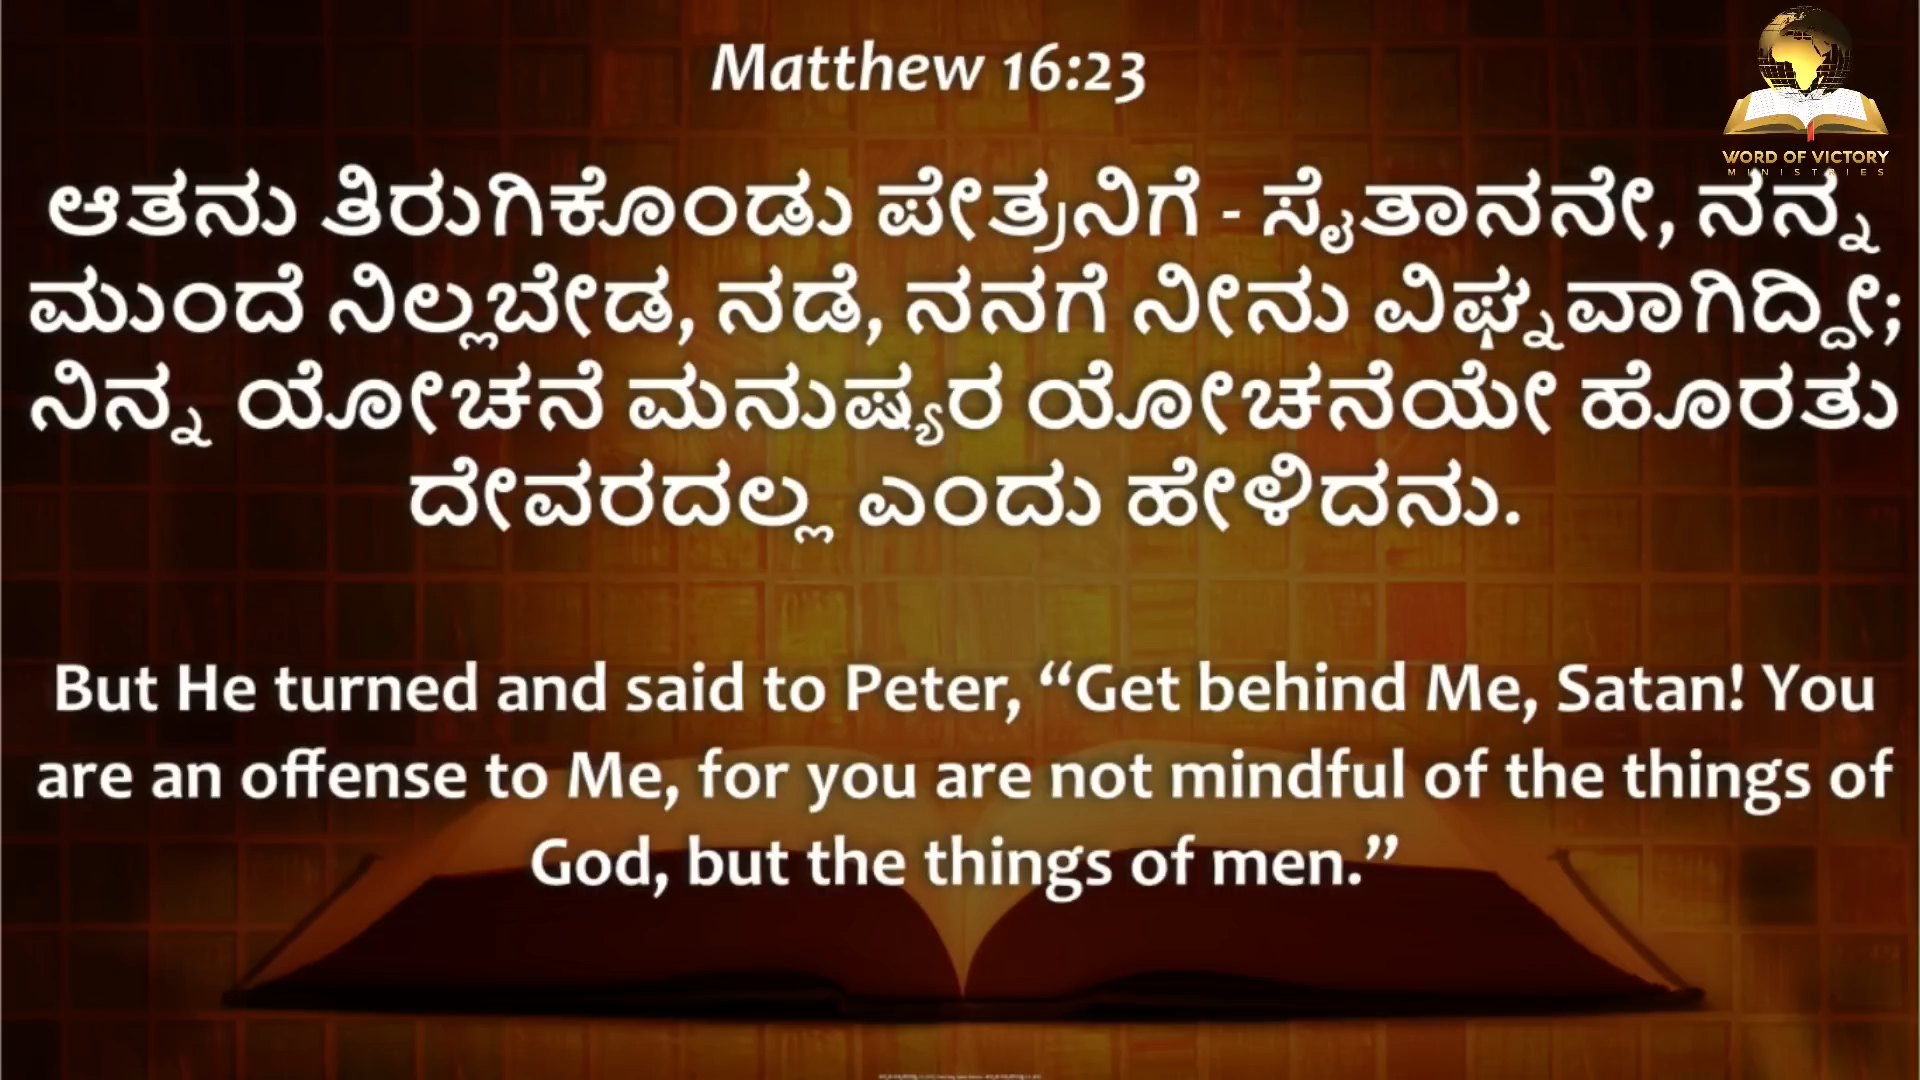 Matthew 16:23
WORD OF VICTORY
MINISTRIES
ಆತನು ತಿರುಗಿಕೊಂಡು ಪೇತ್ರನಿಗೆ - ಸೈತಾನನೇ, ನನ್ನ
ಮುಂದೆ ನಿಲ್ಲಬೇಡ, ನಡೆ, ನನಗೆ ನೀನು ವಿಘ್ನವಾಗಿದ್ದೀ;
ನಿನ್ನ ಯೋಚನೆ ಮನುಷ್ಯರ ಯೋಚನೆಯೇ ಹೊರತು
ದೇವರದಲ್ಲ ಎಂದು ಹೇಳಿದನು.
But He turned and said to Peter, “Get behind Me, Satan! You
are an offense to Me, for you are not mindful of the things of
God, but the things of men.”